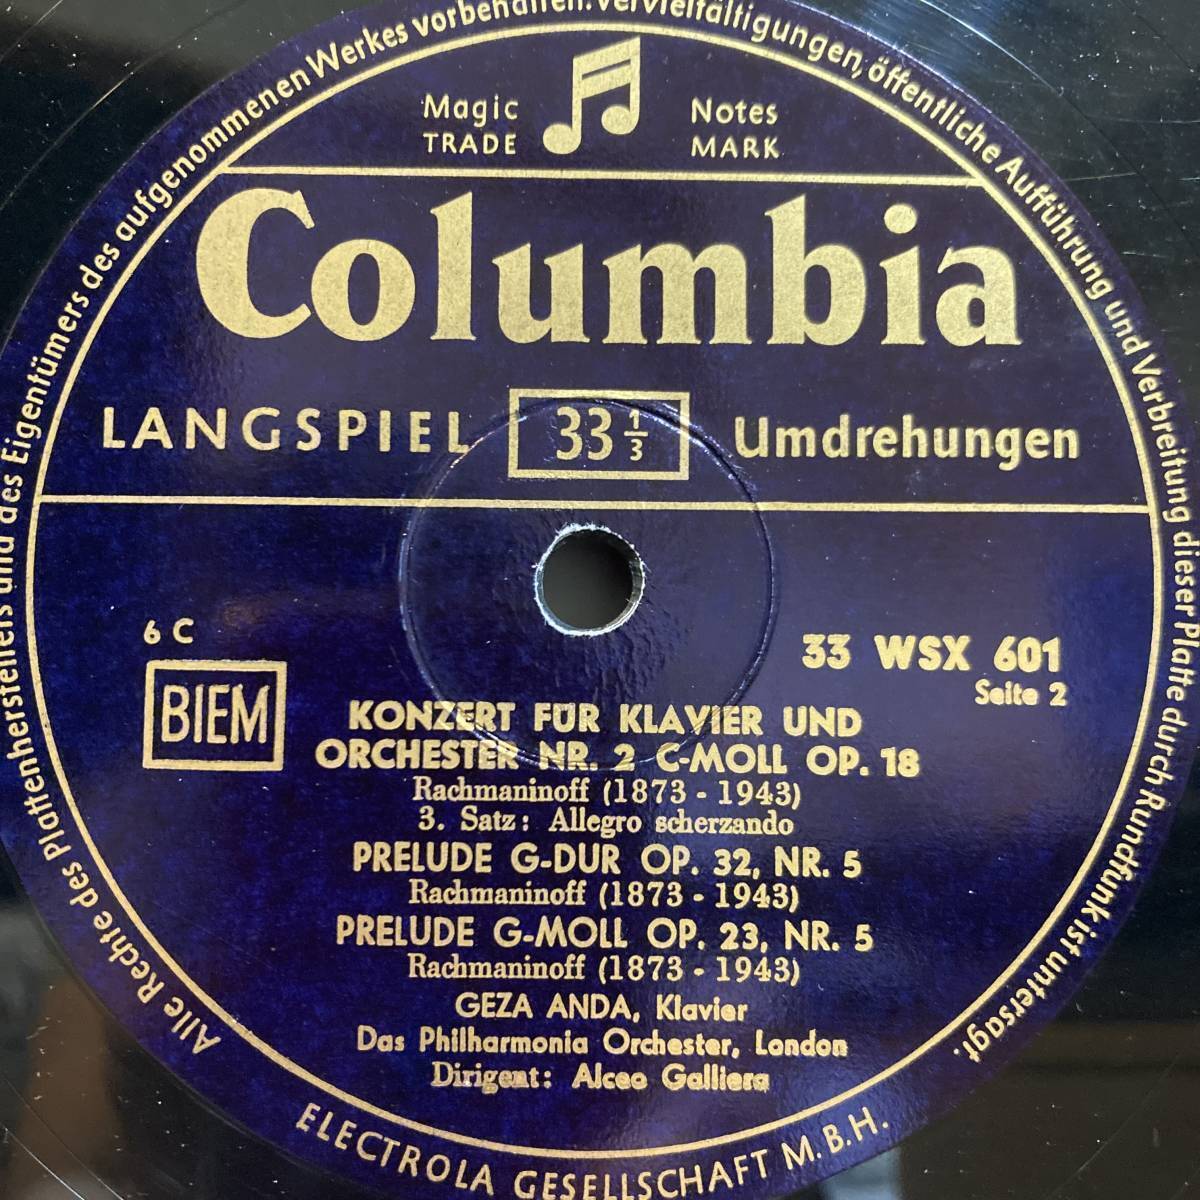 Alle Rechte des Plattenherstellers und des Eigentümers des aufgenommenen Werkes vorbehalten. Vervielfältigungen, öffentliche Aufführung und Verbreitung dieser Platte durch Rundfunk ist untersagt.
Magic Notes
TRADE MARK
Columbia
LANGSPIEL 33 1/3 Umdrehungen
6 C
33 WSX 601
Seite 2
BIEM
KONZERT FÜR KLAVIER UND
ORCHESTER NR. 2 C-MOLL OP. 18
Rachmaninoff (1873 - 1943)
3. Satz: Allegro scherzando
PRELUDE G-DUR OP. 32, NR. 5
Rachmaninoff (1873 - 1943)
PRELUDE G-MOLL OP. 23, NR. 5
Rachmaninoff (1873 - 1943)
GEZA ANDA, Klavier
Das Philharmonia Orchester, London
Dirigent: Alceo Galliera
ELECTROLA GESELLSCHAFT M.B.H.